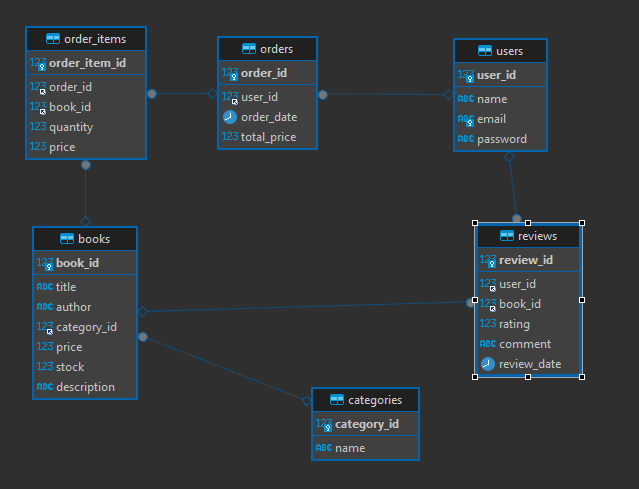 order_items
123 order_item_id
123 order_id
123 book_id
123 quantity
123 price
orders
123 order_id
123 user_id
order_date
123 total_price
users
123 user_id
ABC name
ABC email
ABC password
books
123 book_id
ABC title
ABC author
123 category_id
123 price
123 stock
ABC description
reviews
123 review_id
123 user_id
123 book_id
123 rating
ABC comment
review_date
categories
123 category_id
ABC name